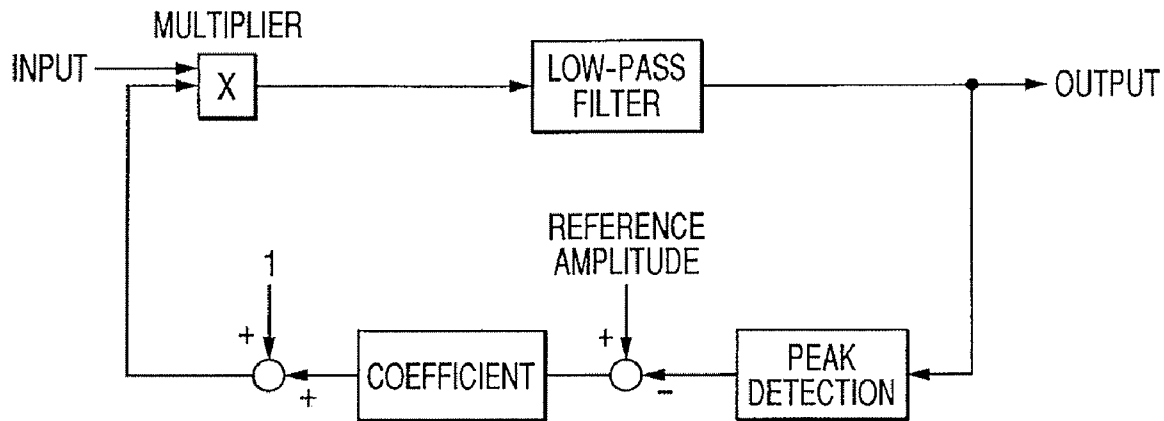 MULTIPLIER
INPUT
X
LOW-PASS
FILTER
OUTPUT
REFERENCE
AMPLITUDE
1
+
+
COEFFICIENT
+
−
PEAK
DETECTION